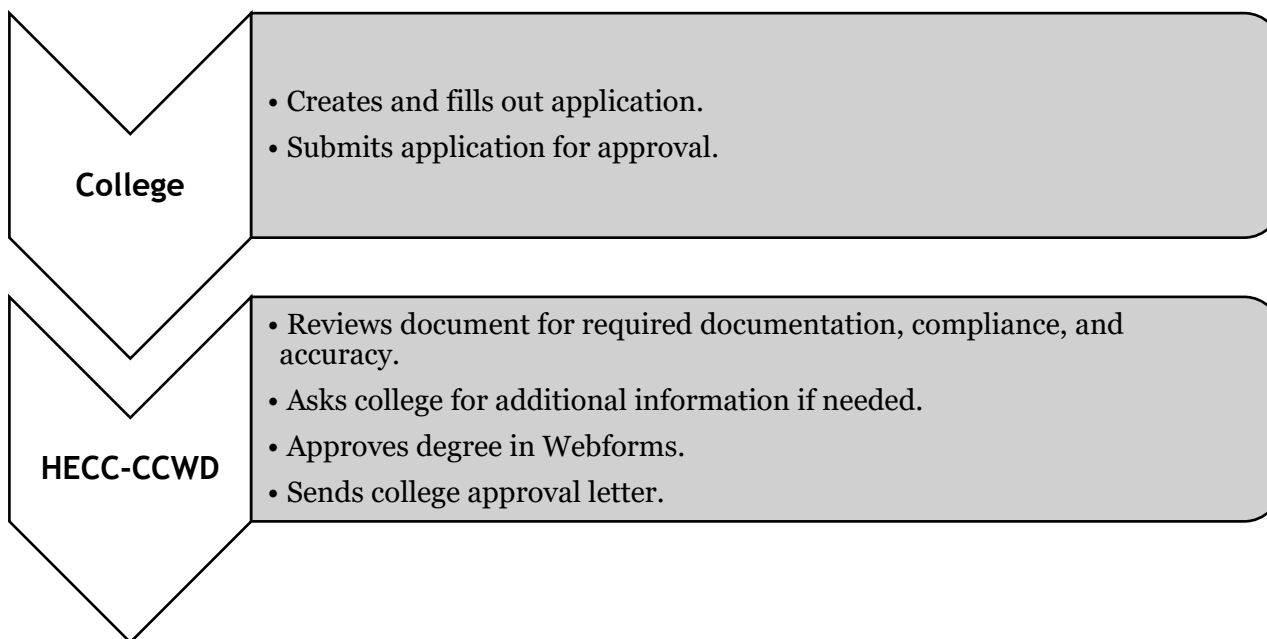 College
• Creates and fills out application.
• Submits application for approval.
HECC-CCWD
• Reviews document for required documentation, compliance, and
accuracy.
• Asks college for additional information if needed.
• Approves degree in Webforms.
• Sends college approval letter.